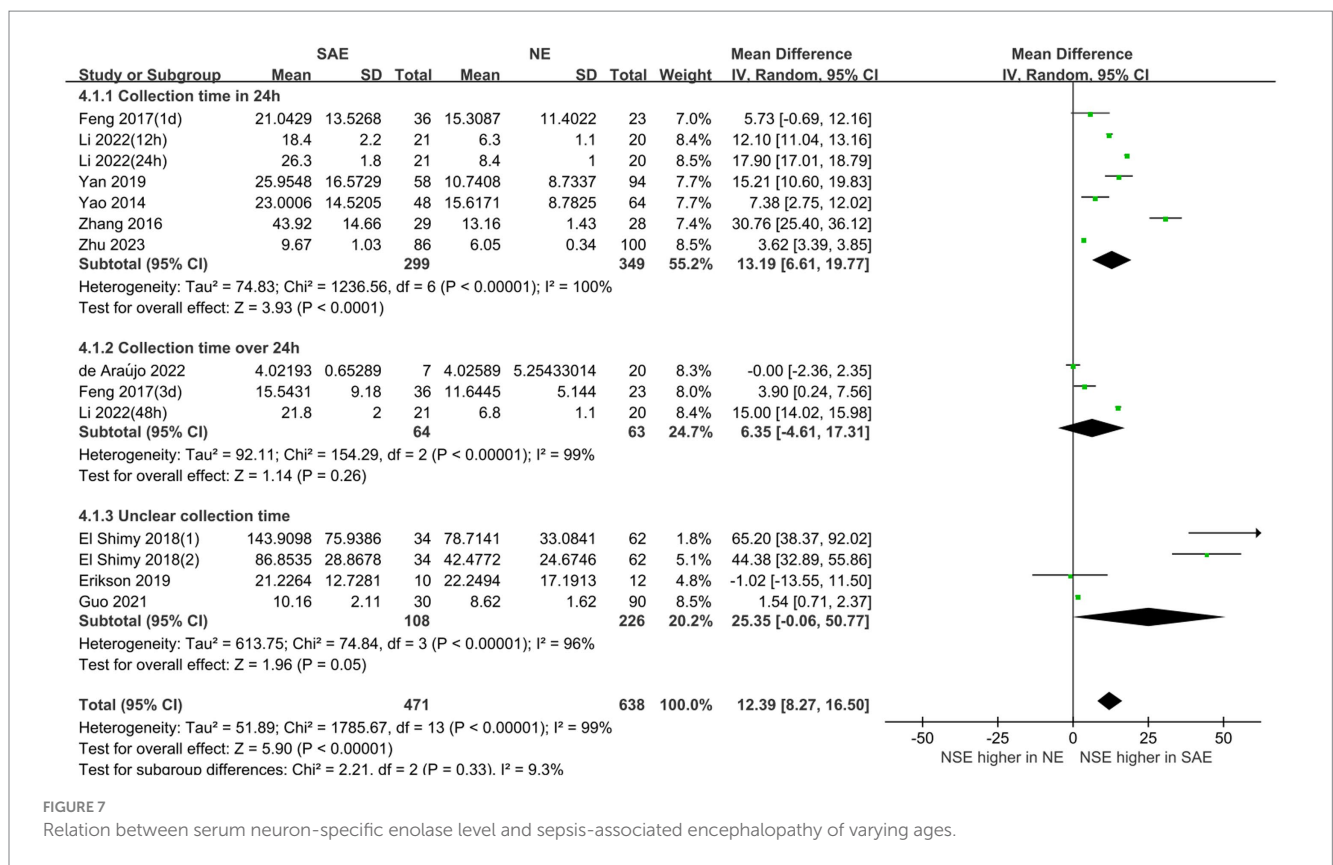 SAE NE Mean Difference Mean Difference
Study or Subgroup Mean SD Total Mean SD Total Weight IV, Random, 95% CI IV, Random, 95% CI
4.1.1 Collection time in 24h
Feng 2017(1d) 21.0429 13.5268 36 15.3087 11.4022 23 7.0% 5.73 [-0.69, 12.16]
Li 2022(12h) 18.4 2.2 21 6.3 1.1 20 8.4% 12.10 [11.04, 13.16]
Li 2022(24h) 26.3 1.8 21 8.4 1 20 8.5% 17.90 [17.01, 18.79]
Yan 2019 25.9548 16.5729 58 10.7408 8.7337 94 7.7% 15.21 [10.60, 19.83]
Yao 2014 23.0006 14.5205 48 15.6171 8.7825 64 7.7% 7.38 [2.75, 12.02]
Zhang 2016 43.92 14.66 29 13.16 1.43 28 7.4% 30.76 [25.40, 36.12]
Zhu 2023 9.67 1.03 86 6.05 0.34 100 8.5% 3.62 [3.39, 3.85]
Subtotal (95% CI) 299 349 55.2% 13.19 [6.61, 19.77]
Heterogeneity: Tau² = 74.83; Chi² = 1236.56, df = 6 (P < 0.00001); I² = 100%
Test for overall effect: Z = 3.93 (P < 0.0001)
4.1.2 Collection time over 24h
de Araújo 2022 4.02193 0.65289 7 4.02589 5.25433014 20 8.3% -0.00 [-2.36, 2.35]
Feng 2017(3d) 15.5431 9.18 36 11.6445 5.144 23 8.0% 3.90 [0.24, 7.56]
Li 2022(48h) 21.8 2 21 6.8 1.1 20 8.4% 15.00 [14.02, 15.98]
Subtotal (95% CI) 64 63 24.7% 6.35 [-4.61, 17.31]
Heterogeneity: Tau² = 92.11; Chi² = 154.29, df = 2 (P < 0.00001); I² = 99%
Test for overall effect: Z = 1.14 (P = 0.26)
4.1.3 Unclear collection time
El Shimy 2018(1) 143.9098 75.9386 34 78.7141 33.0841 62 1.8% 65.20 [38.37, 92.02]
El Shimy 2018(2) 86.8535 28.8678 34 42.4772 24.6746 62 5.1% 44.38 [32.89, 55.86]
Erikson 2019 21.2264 12.7281 10 22.2494 17.1913 12 4.8% -1.02 [-13.55, 11.50]
Guo 2021 10.16 2.11 30 8.62 1.62 90 8.5% 1.54 [0.71, 2.37]
Subtotal (95% CI) 108 226 20.2% 25.35 [-0.06, 50.77]
Heterogeneity: Tau² = 613.75; Chi² = 74.84, df = 3 (P < 0.00001); I² = 96%
Test for overall effect: Z = 1.96 (P = 0.05)
Total (95% CI) 471 638 100.0% 12.39 [8.27, 16.50]
Heterogeneity: Tau² = 51.89; Chi² = 1785.67, df = 13 (P < 0.00001); I² = 99%
Test for overall effect: Z = 5.90 (P < 0.00001)
Test for subgroup differences: Chi² = 2.21, df = 2 (P = 0.33), I² = 9.3%
-50 -25 0 25 50
NSE higher in NE NSE higher in SAE
FIGURE 7
Relation between serum neuron-specific enolase level and sepsis-associated encephalopathy of varying ages.